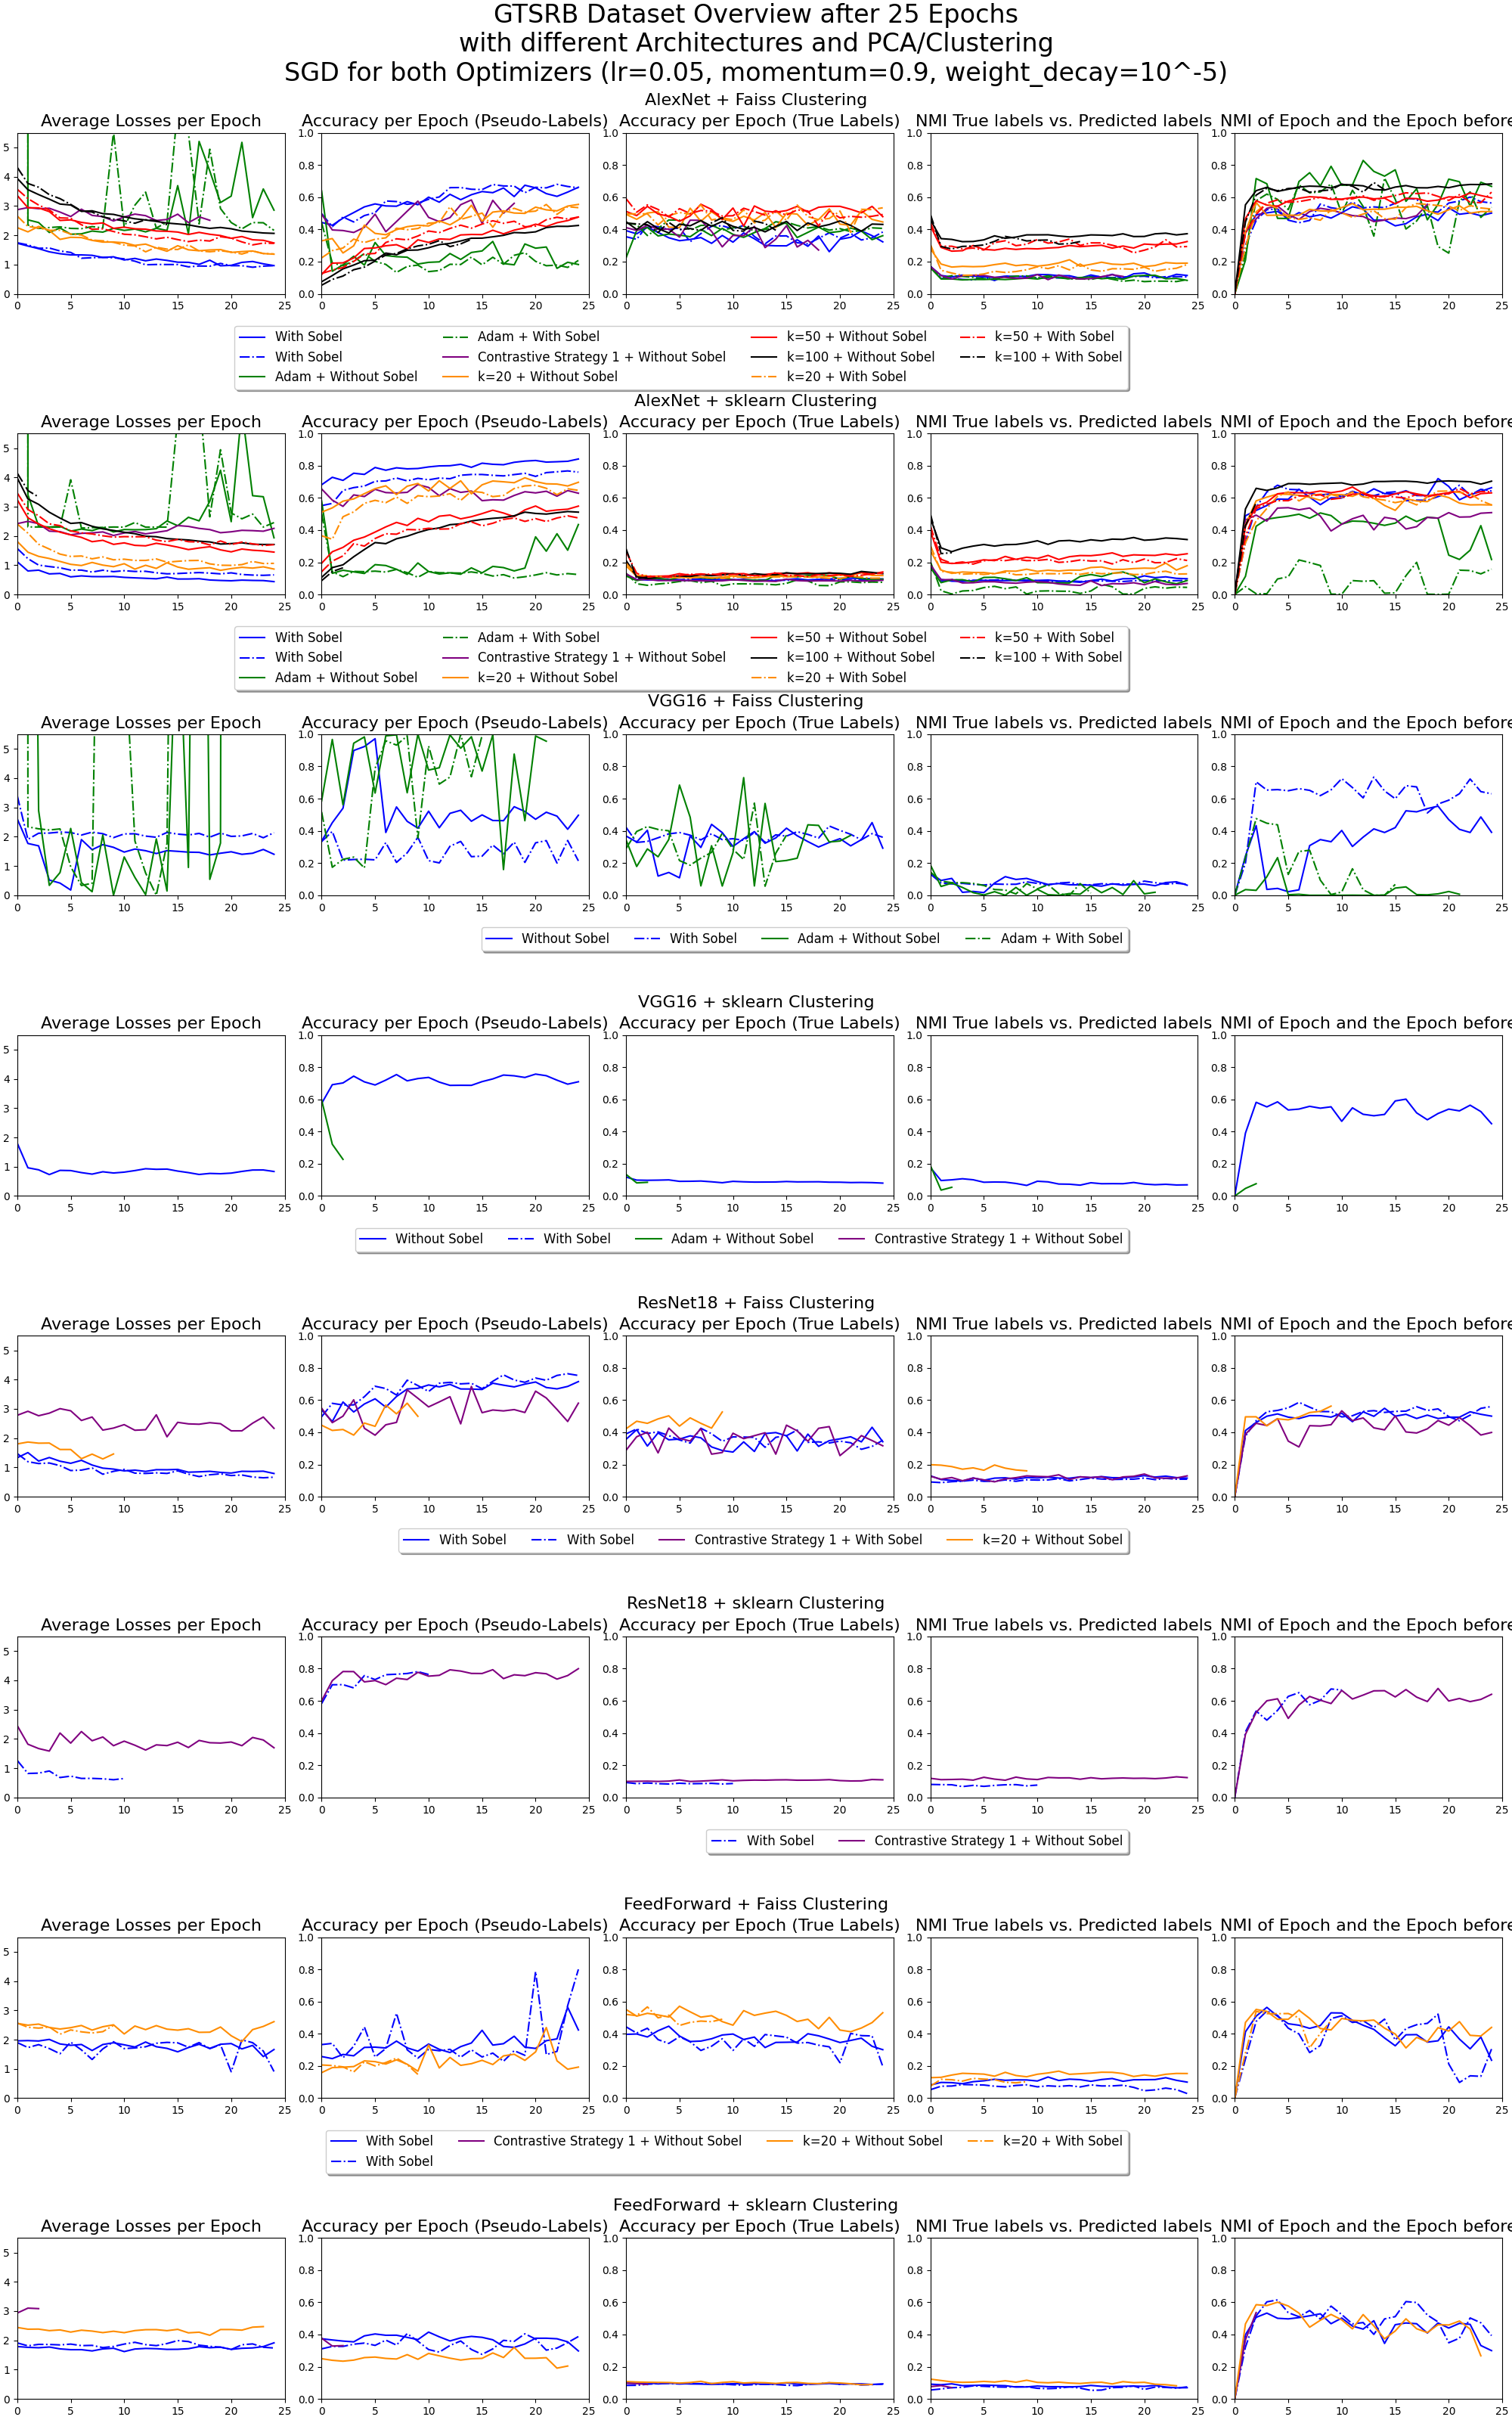 GTSRB Dataset Overview after 25 Epochs
with different Architectures and PCA/Clustering
SGD for both Optimizers (lr=0.05, momentum=0.9, weight_decay=10^-5)
AlexNet + Faiss Clustering
Average Losses per Epoch
Accuracy per Epoch (Pseudo-Labels)
Accuracy per Epoch (True Labels)
NMI True labels vs. Predicted labels
NMI of Epoch and the Epoch before
With Sobel
With Sobel
Adam + Without Sobel
Adam + With Sobel
Contrastive Strategy 1 + Without Sobel
k=20 + Without Sobel
k=50 + Without Sobel
k=100 + Without Sobel
k=20 + With Sobel
k=50 + With Sobel
k=100 + With Sobel
AlexNet + sklearn Clustering
Average Losses per Epoch
Accuracy per Epoch (Pseudo-Labels)
Accuracy per Epoch (True Labels)
NMI True labels vs. Predicted labels
NMI of Epoch and the Epoch before
With Sobel
With Sobel
Adam + Without Sobel
Adam + With Sobel
Contrastive Strategy 1 + Without Sobel
k=20 + Without Sobel
k=50 + Without Sobel
k=100 + Without Sobel
k=20 + With Sobel
k=50 + With Sobel
k=100 + With Sobel
VGG16 + Faiss Clustering
Average Losses per Epoch
Accuracy per Epoch (Pseudo-Labels)
Accuracy per Epoch (True Labels)
NMI True labels vs. Predicted labels
NMI of Epoch and the Epoch before
Without Sobel
With Sobel
Adam + Without Sobel
Adam + With Sobel
VGG16 + sklearn Clustering
Average Losses per Epoch
Accuracy per Epoch (Pseudo-Labels)
Accuracy per Epoch (True Labels)
NMI True labels vs. Predicted labels
NMI of Epoch and the Epoch before
Without Sobel
With Sobel
Adam + Without Sobel
Contrastive Strategy 1 + Without Sobel
ResNet18 + Faiss Clustering
Average Losses per Epoch
Accuracy per Epoch (Pseudo-Labels)
Accuracy per Epoch (True Labels)
NMI True labels vs. Predicted labels
NMI of Epoch and the Epoch before
With Sobel
With Sobel
Contrastive Strategy 1 + With Sobel
k=20 + Without Sobel
ResNet18 + sklearn Clustering
Average Losses per Epoch
Accuracy per Epoch (Pseudo-Labels)
Accuracy per Epoch (True Labels)
NMI True labels vs. Predicted labels
NMI of Epoch and the Epoch before
With Sobel
Contrastive Strategy 1 + Without Sobel
FeedForward + Faiss Clustering
Average Losses per Epoch
Accuracy per Epoch (Pseudo-Labels)
Accuracy per Epoch (True Labels)
NMI True labels vs. Predicted labels
NMI of Epoch and the Epoch before
With Sobel
With Sobel
Contrastive Strategy 1 + Without Sobel
k=20 + Without Sobel
k=20 + With Sobel
FeedForward + sklearn Clustering
Average Losses per Epoch
Accuracy per Epoch (Pseudo-Labels)
Accuracy per Epoch (True Labels)
NMI True labels vs. Predicted labels
NMI of Epoch and the Epoch before